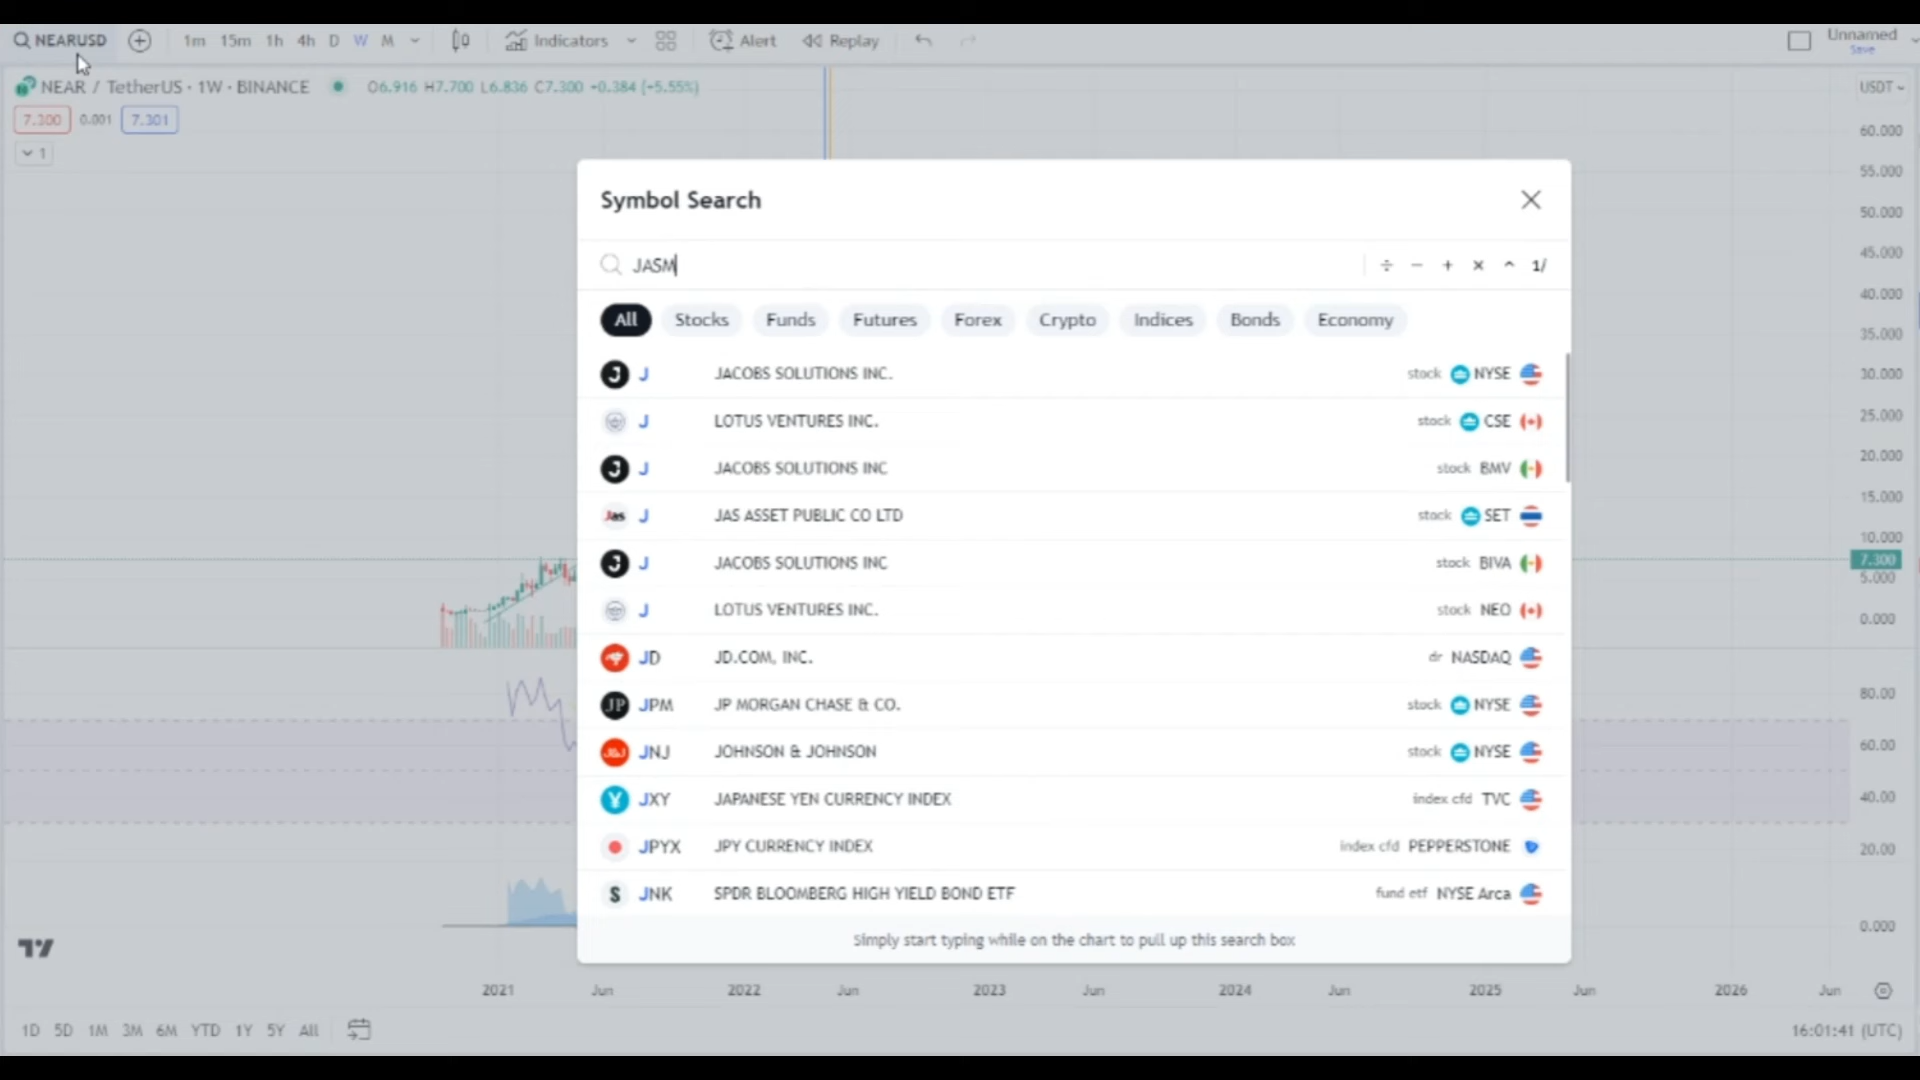 NEARUSD 1m 15m 1h 4h D W M Indicators Alert Replay Unnamed
Save
NEAR / TetherUS · 1W · BINANCE O6.916 H7.700 L6.836 C7.300 +0.384 (+5.55%) USDT
7.300 0.001 7.301
1
60.000
55.000
50.000
45.000
40.000
35.000
30.000
25.000
20.000
15.000
10.000
7.300
5.000
0.000
80.00
60.00
40.00
20.00
0.000
Symbol Search
JASM ÷ − + × ^ 1/
All Stocks Funds Futures Forex Crypto Indices Bonds Economy
J JACOBS SOLUTIONS INC. stock NYSE
J LOTUS VENTURES INC. stock CSE
J JACOBS SOLUTIONS INC stock BMV
Jas J JAS ASSET PUBLIC CO LTD stock SET
J JACOBS SOLUTIONS INC stock BIVA
J LOTUS VENTURES INC. stock NEO
JD JD.COM, INC. dr NASDAQ
JP JPM JP MORGAN CHASE & CO. stock NYSE
J&J JNJ JOHNSON & JOHNSON stock NYSE
¥ JXY JAPANESE YEN CURRENCY INDEX index cfd TVC
JPYX JPY CURRENCY INDEX index cfd PEPPERSTONE
$ JNK SPDR BLOOMBERG HIGH YIELD BOND ETF fund etf NYSE Arca
Simply start typing while on the chart to pull up this search box
2021 Jun 2022 Jun 2023 Jun 2024 Jun 2025 Jun 2026 Jun
1D 5D 1M 3M 6M YTD 1Y 5Y All 16:01:41 (UTC)